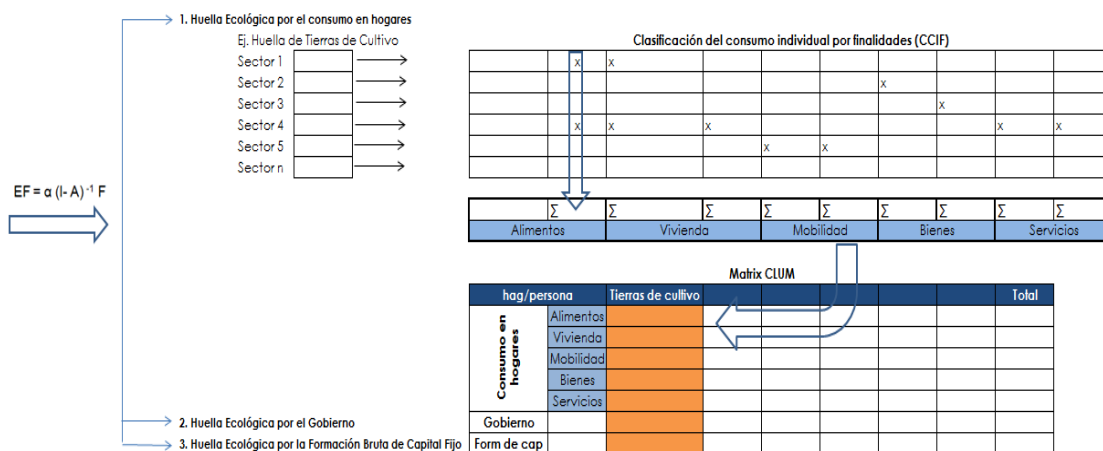 1. Huella Ecológica por el consumo en hogares
Ej. Huella de Tierras de Cultivo
Clasificación del consumo individual por finalidades (CCIF)
Sector 1 x x
Sector 2 x
Sector 3 x
Sector 4 x x x x x
Sector 5 x x
Sector n
EF = α (I- A) -1 F
Σ Σ Σ Σ Σ Σ Σ Σ Σ
Alimentos Vivienda Mobilidad Bienes Servicios
Matrix CLUM
hag/persona Tierras de cultivo Total
Consumo en hogares
Alimentos
Vivienda
Mobilidad
Bienes
Servicios
2. Huella Ecológica por el Gobierno Gobierno
3. Huella Ecológica por la Formación Bruta de Capital Fijo Form de cap